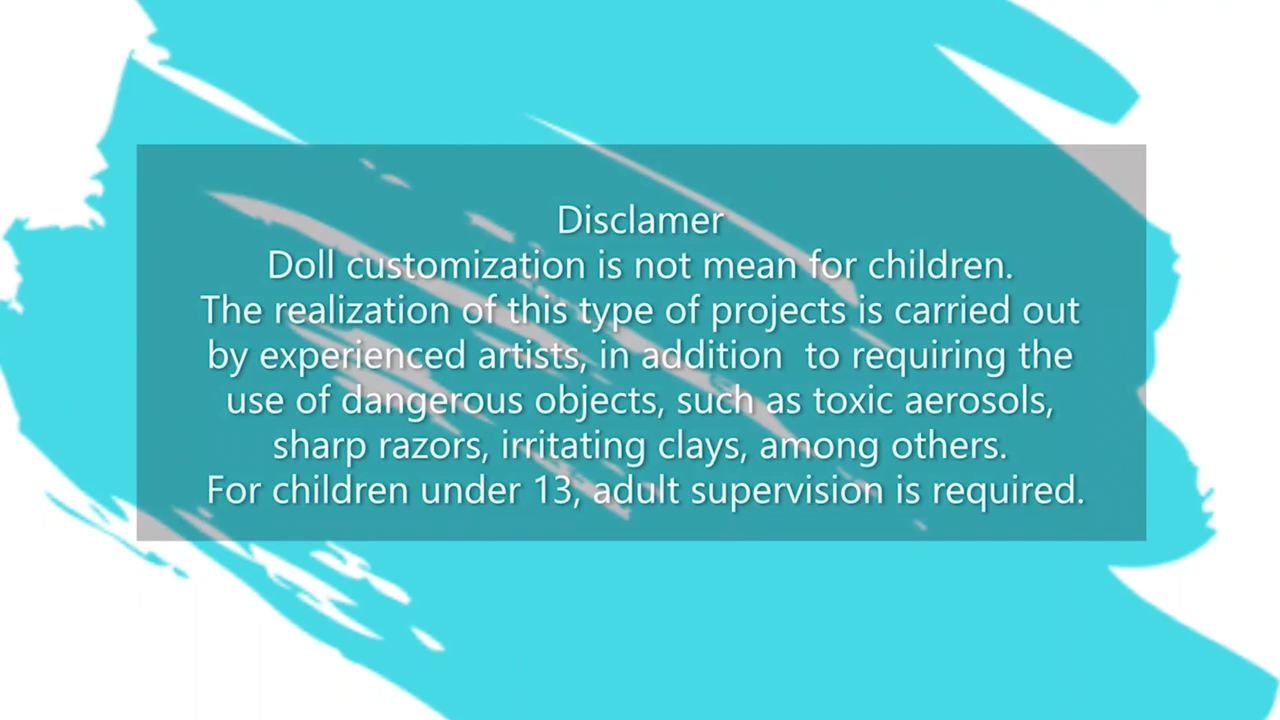 Disclamer
Doll customization is not mean for children.
The realization of this type of projects is carried out
by experienced artists, in addition  to requiring the
use of dangerous objects, such as toxic aerosols,
sharp razors, irritating clays, among others.
For children under 13, adult supervision is required.